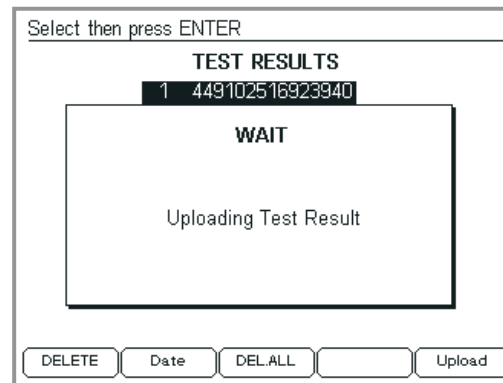 Select then press ENTER
TEST RESULTS
1 449102516923940
WAIT
Uploading Test Result
DELETE Date DEL.ALL Upload